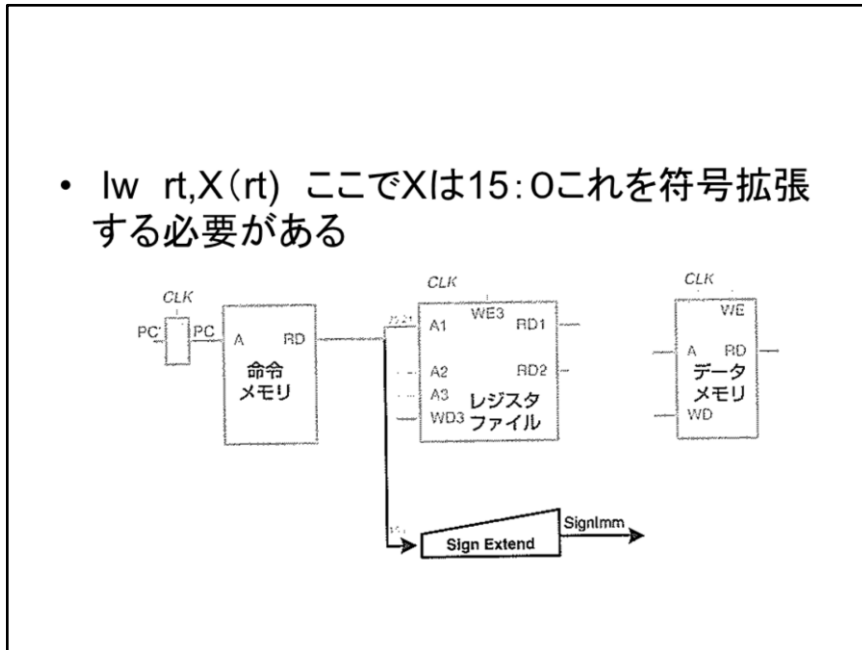 • lw rt,X(rt) ここでXは15:0これを符号拡張
する必要がある
CLK
PC'
PC
A
RD
命令
メモリ
CLK
25:21
A1
WE3
RD1
A2
RD2
A3
WD3
レジスタ
ファイル
CLK
WE
A
RD
データ
メモリ
WD
Sign Extend
SignImm